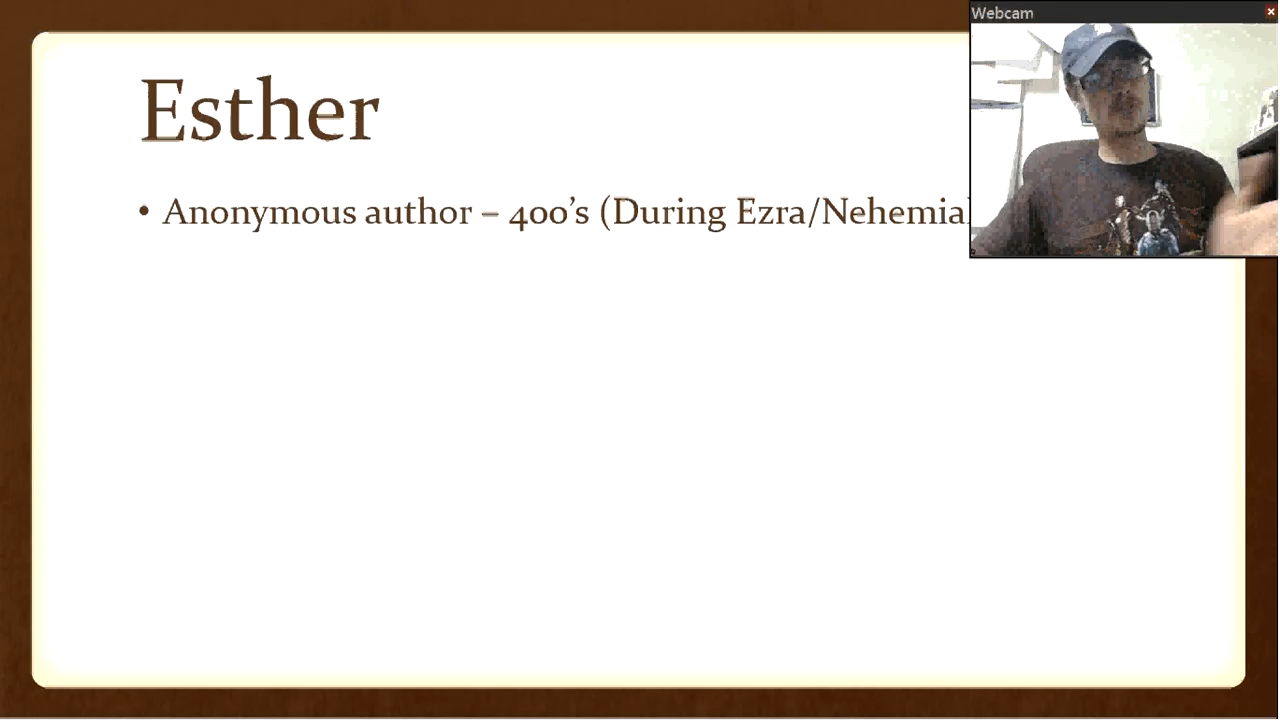 Webcam
Esther
• Anonymous author – 400's (During Ezra/Nehemia